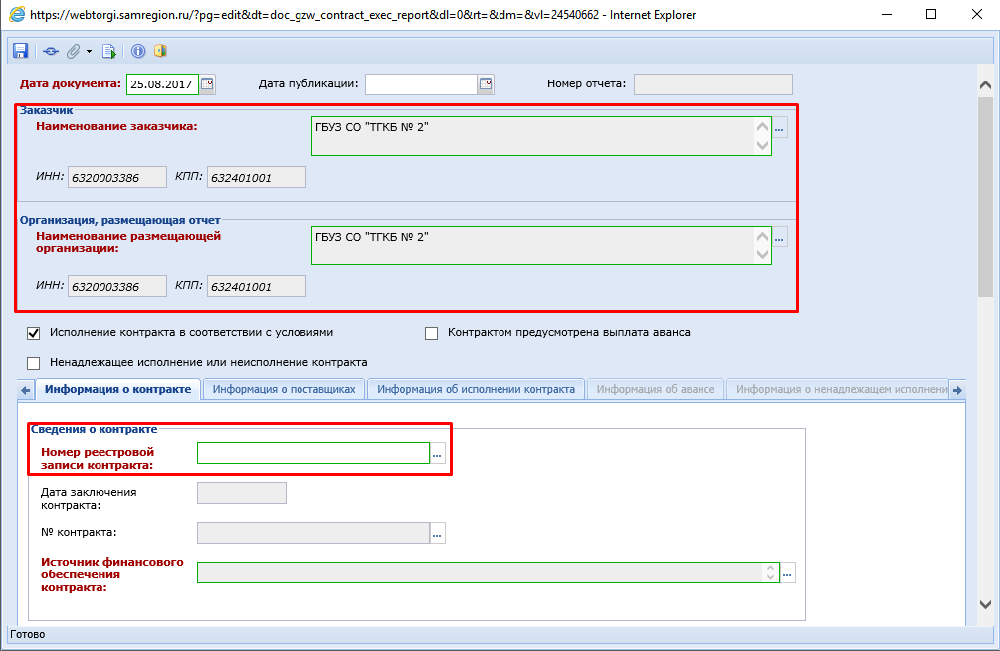 https://webtorgi.samregion.ru/?pg=edit&dt=doc_gzw_contract_exec_report&dl=0&rt=&dm=&vl=24540662 - Internet Explorer
Дата документа: 25.08.2017 Дата публикации: Номер отчета:
Заказчик
Наименование заказчика: ГБУЗ СО "ТГКБ № 2" ...
ИНН: 6320003386 КПП: 632401001
Организация, размещающая отчет
Наименование размещающей ГБУЗ СО "ТГКБ № 2" ...
организации:
ИНН: 6320003386 КПП: 632401001
Исполнение контракта в соответствии с условиями Контрактом предусмотрена выплата аванса
Ненадлежащее исполнение или неисполнение контракта
Информация о контракте Информация о поставщиках Информация об исполнении контракта Информация об авансе Информация о ненадлежащем исполнени
Сведения о контракте
Номер реестровой ...
записи контракта:
Дата заключения
контракта:
№ контракта: ...
Источник финансового
обеспечения ...
контракта:
Готово